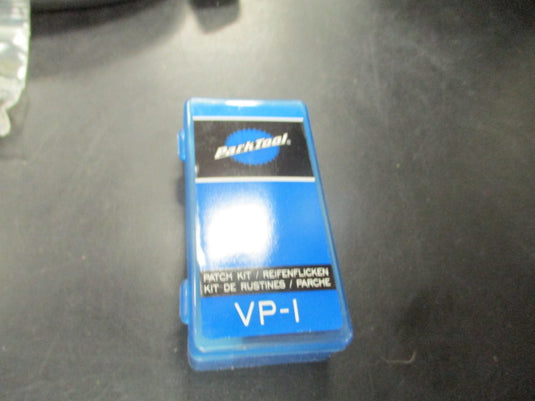 ParkTool®
PATCH KIT / REIFENFLICKEN
KIT DE RUSTINES / PARCHE
VP-1